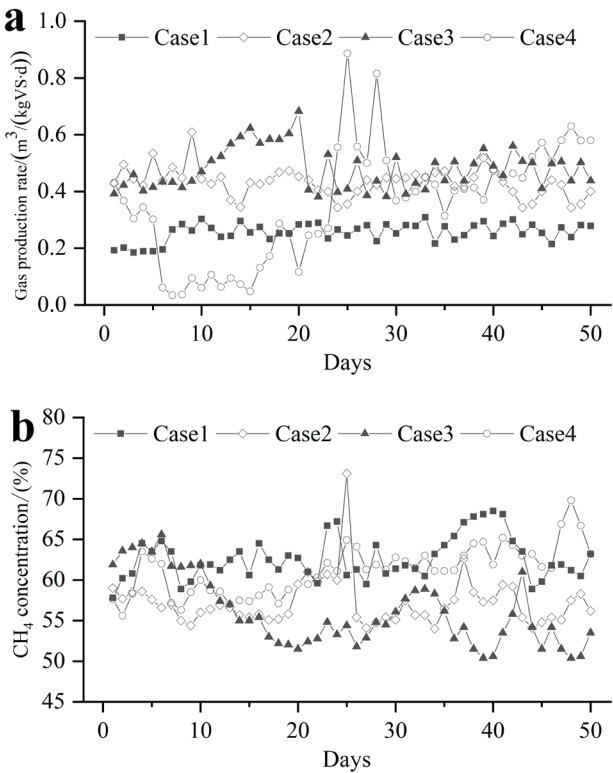 a
1.0
Case1 Case2 Case3 Case4
0.8
0.6
0.4
0.2
0.0
Gas production rate/(m³/(kgVS·d))
0 10 20 30 40 50
Days
b
80
Case1 Case2 Case3 Case4
75
70
65
60
55
50
45
CH₄ concentration/(%)
0 10 20 30 40 50
Days